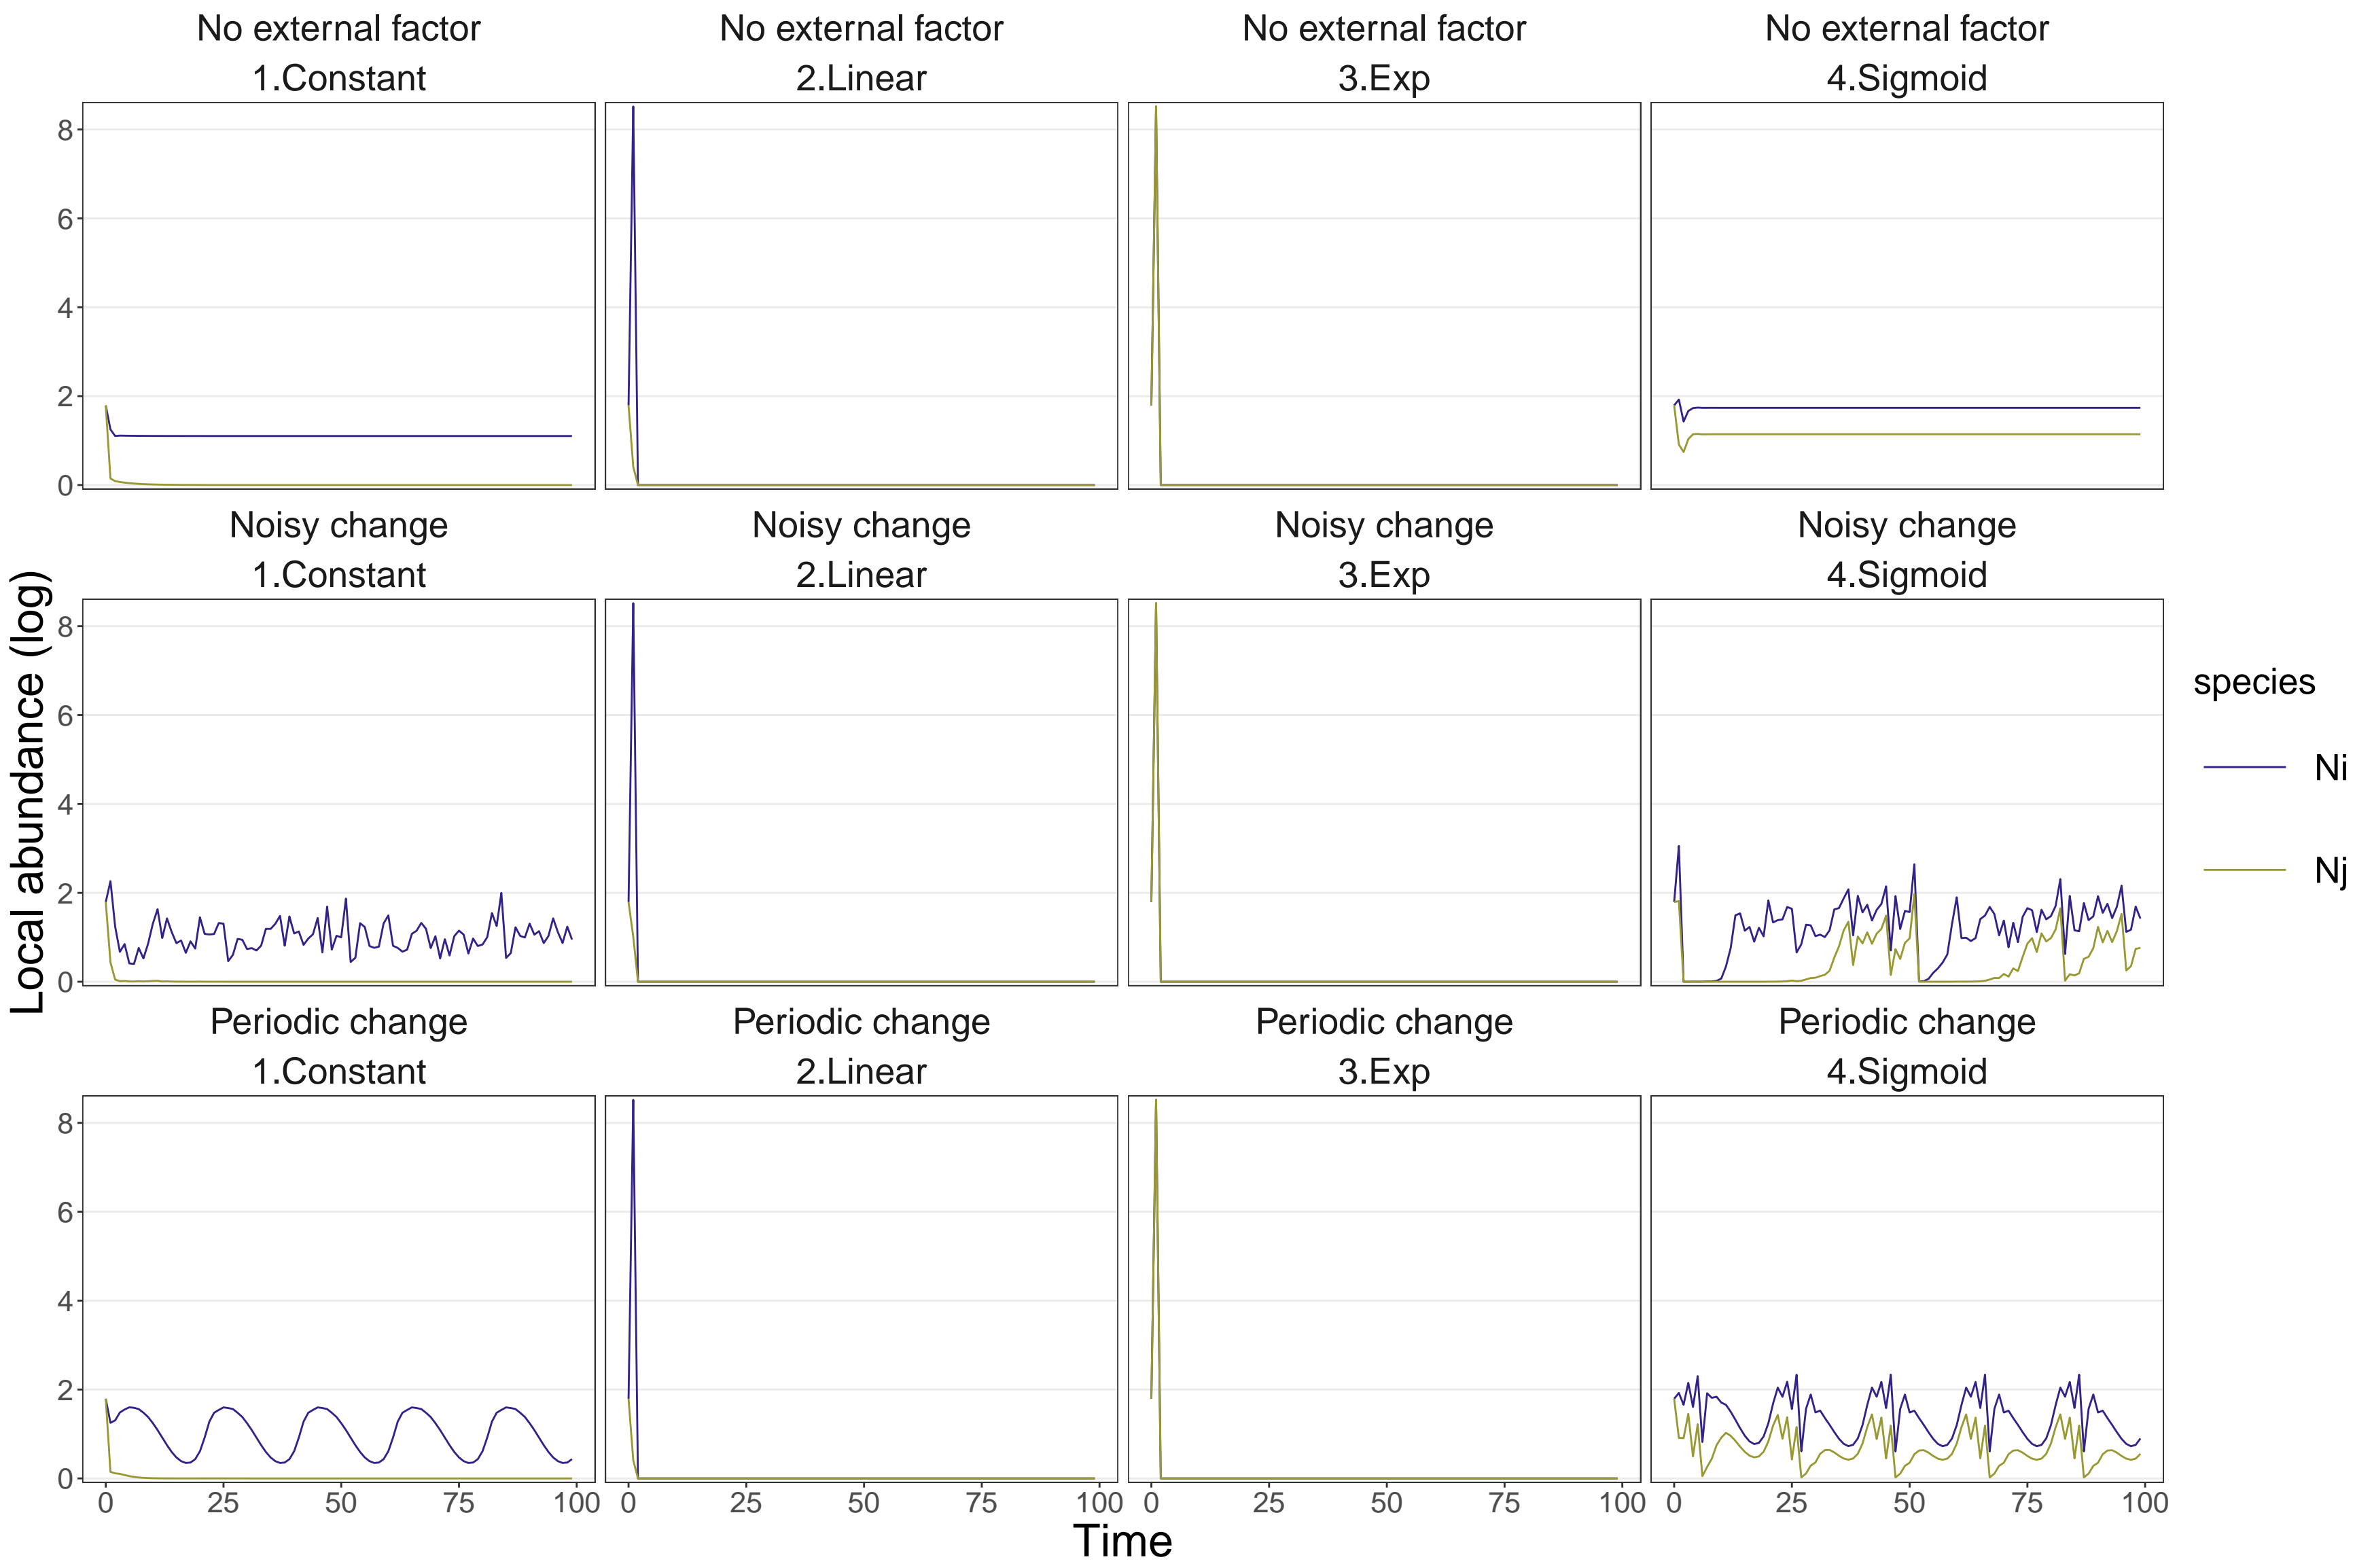 No external factor No external factor No external factor No external factor
1.Constant 2.Linear 3.Exp 4.Sigmoid
8
6
4
2
0
Noisy change Noisy change Noisy change Noisy change
1.Constant 2.Linear 3.Exp 4.Sigmoid
8
6
4
2
0
Periodic change Periodic change Periodic change Periodic change
1.Constant 2.Linear 3.Exp 4.Sigmoid
8
6
4
2
0
0 25 50 75 100 0 25 50 75 100 0 25 50 75 100 0 25 50 75 100
Time
Local abundance (log)
species
Ni
Nj